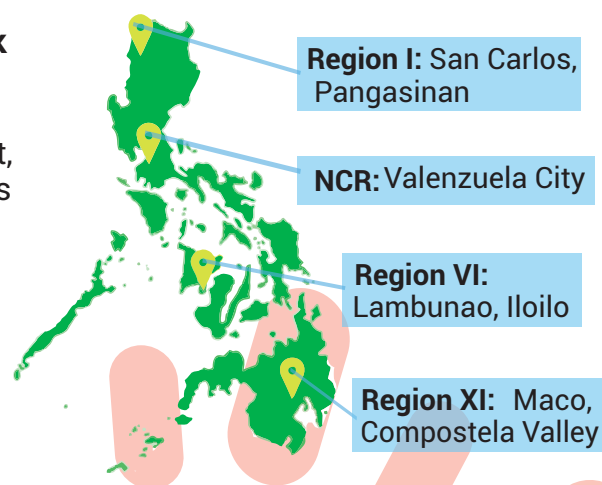 k
t,
s
Region I: San Carlos,
Pangasinan
NCR: Valenzuela City
Region VI:
Lambunao, Iloilo
Region XI: Maco,
Compostela Valley